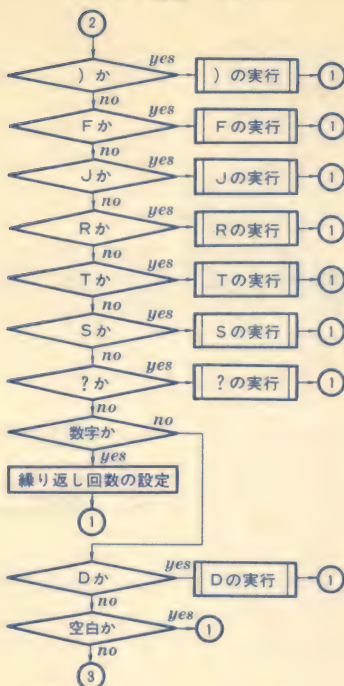 2
)か yes )の実行 1
no
Fか yes Fの実行 1
no
Jか yes Jの実行 1
no
Rか yes Rの実行 1
no
Tか yes Tの実行 1
no
Sか yes Sの実行 1
no
?か yes ?の実行 1
no
数字か no
yes
繰り返し回数の設定
1
Dか yes Dの実行 1
no
空白か yes 1
no
3